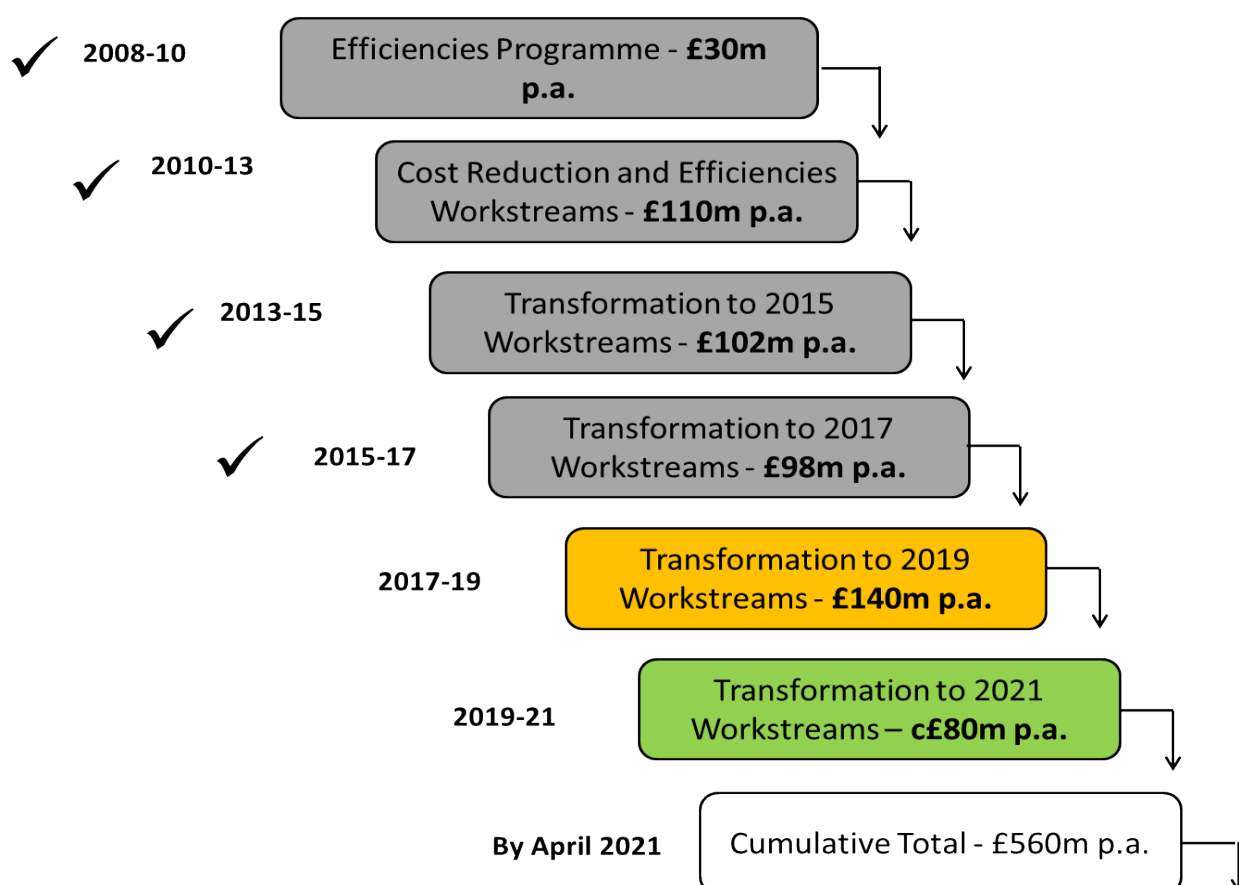 2008-10
Efficiencies Programme - £30m
p.a.
2010-13
Cost Reduction and Efficiencies
Workstreams - £110m p.a.
2013-15
Transformation to 2015
Workstreams - £102m p.a.
2015-17
Transformation to 2017
Workstreams - £98m p.a.
2017-19
Transformation to 2019
Workstreams - £140m p.a.
2019-21
Transformation to 2021
Workstreams – c£80m p.a.
By April 2021
Cumulative Total - £560m p.a.